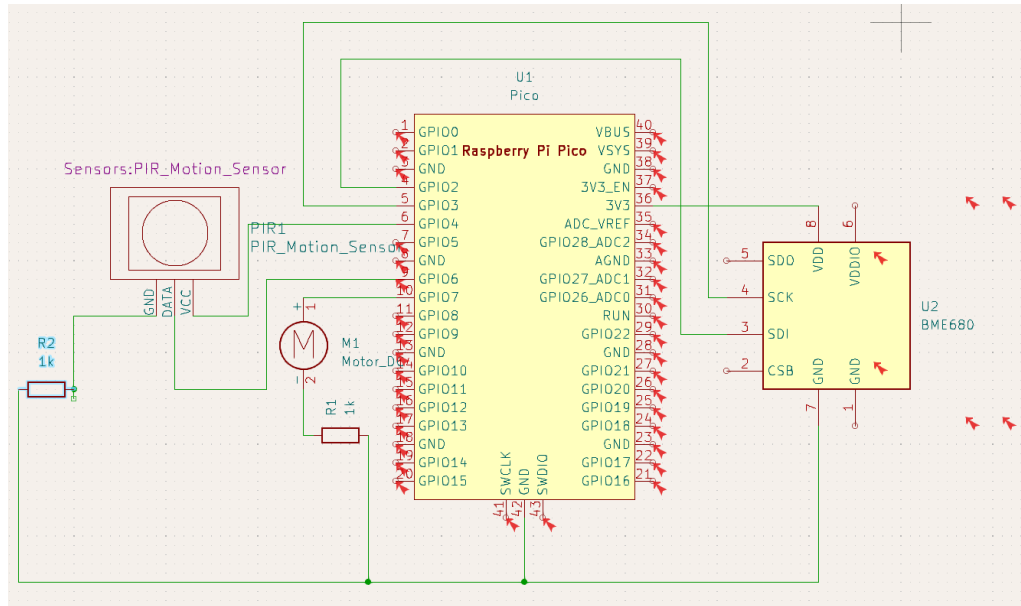 U1
Pico
Raspberry Pi Pico
1 GPIO0
2 GPIO1
3 GND
4 GPIO2
5 GPIO3
6 GPIO4
7 GPIO5
8 GND
9 GPIO6
10 GPIO7
11 GPIO8
12 GPIO9
13 GND
14 GPIO10
15 GPIO11
16 GPIO12
17 GPIO13
18 GND
19 GPIO14
20 GPIO15
VBUS 40
VSYS 39
GND 38
3V3_EN 37
3V3 36
ADC_VREF 35
GPIO28_ADC2 34
AGND 33
GPIO27_ADC1 32
GPIO26_ADC0 31
RUN 30
GPIO22 29
GND 28
GPIO21 27
GPIO20 26
GPIO19 25
GPIO18 24
GND 23
GPIO17 22
GPIO16 21
SWCLK 41
GND 42
SWDIO 43
Sensors:PIR_Motion_Sensor
PIR1
PIR_Motion_Sensor
GND
DATA
VCC
R2
1k
+ 1
M
- 2
M1
Motor_DC
R1
1k
8 VDD
6 VDDIO
5 SDO
4 SCK
3 SDI
2 CSB
GND 7
GND 1
U2
BME680